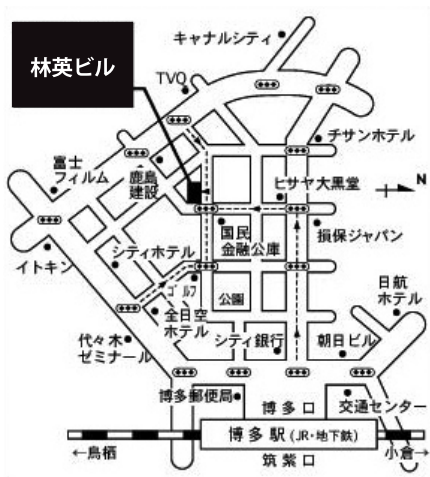 キャナルシティ
林英ビル
TVQ
チサンホテル
富士
フィルム
鹿島
建設
ヒサヤ大黒堂
N
国民
金融公庫
損保ジャパン
シティホテル
イトキン
ゴルフ
公園
日航
ホテル
全日空
ホテル
代々木
ゼミナール
シティ銀行
朝日ビル
博多郵便局
博多口
交通センター
博多駅(JR・地下鉄)
←鳥栖
筑紫口
小倉→